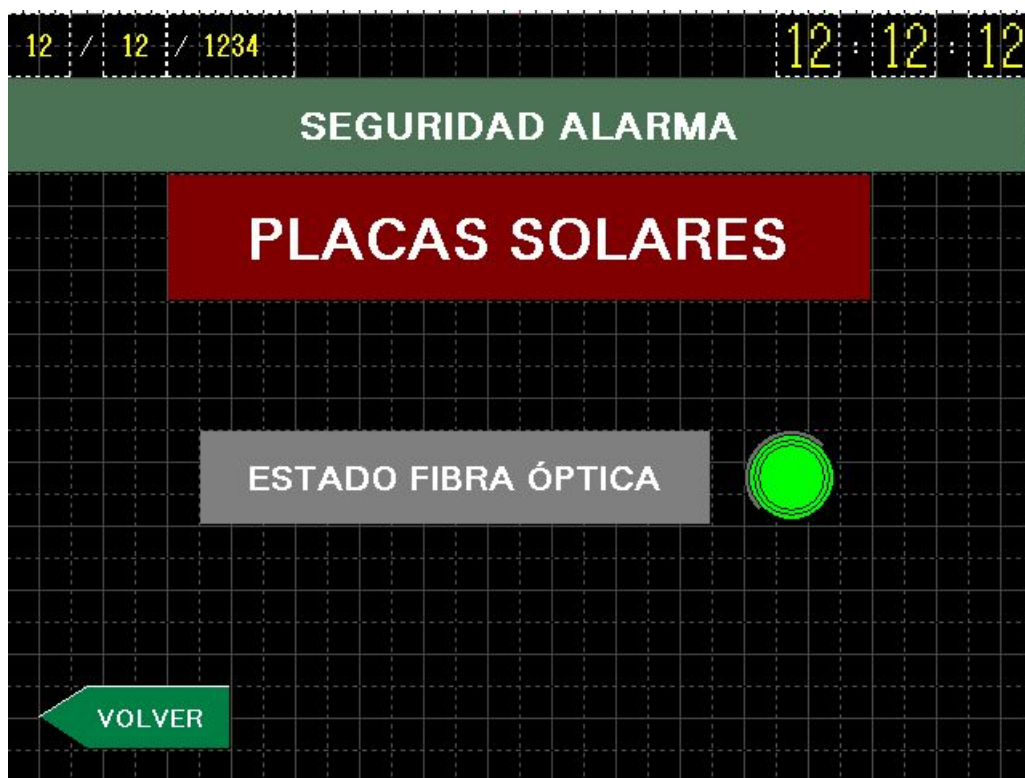 12 / 12 / 1234 12 : 12 : 12
SEGURIDAD ALARMA
PLACAS SOLARES
ESTADO FIBRA ÓPTICA
VOLVER